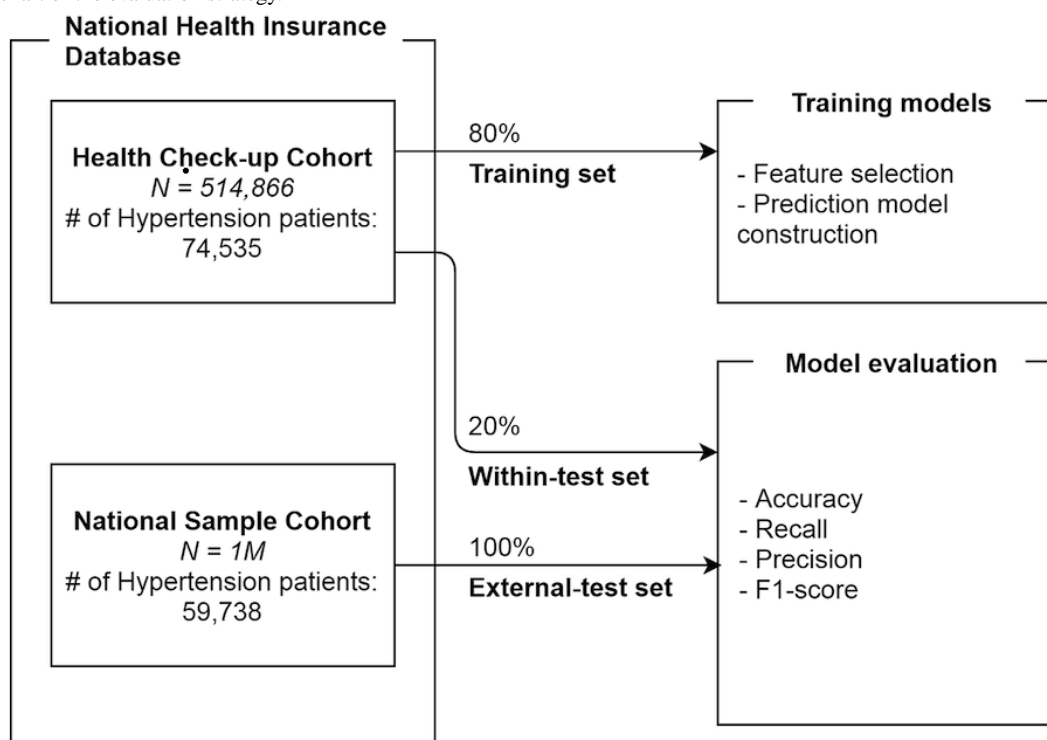 National Health Insurance
Database
Health Check-up Cohort
N = 514,866
# of Hypertension patients:
74,535
80%
Training set
Training models
- Feature selection
- Prediction model
construction
20%
Within-test set
National Sample Cohort
N = 1M
# of Hypertension patients:
59,738
100%
External-test set
Model evaluation
- Accuracy
- Recall
- Precision
- F1-score